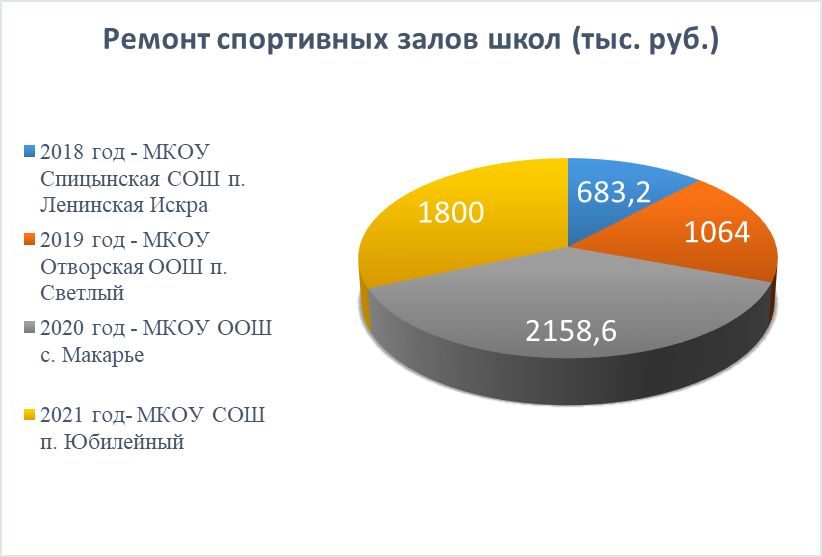 Ремонт спортивных залов школ (тыс. руб.)
2018 год - МКОУ
Спицынская СОШ п.
Ленинская Искра
2019 год - МКОУ
Отворская ООШ п.
Светлый
2020 год - МКОУ ООШ
с. Макарье
2021 год- МКОУ СОШ
п. Юбилейный
683,2
1064
2158,6
1800